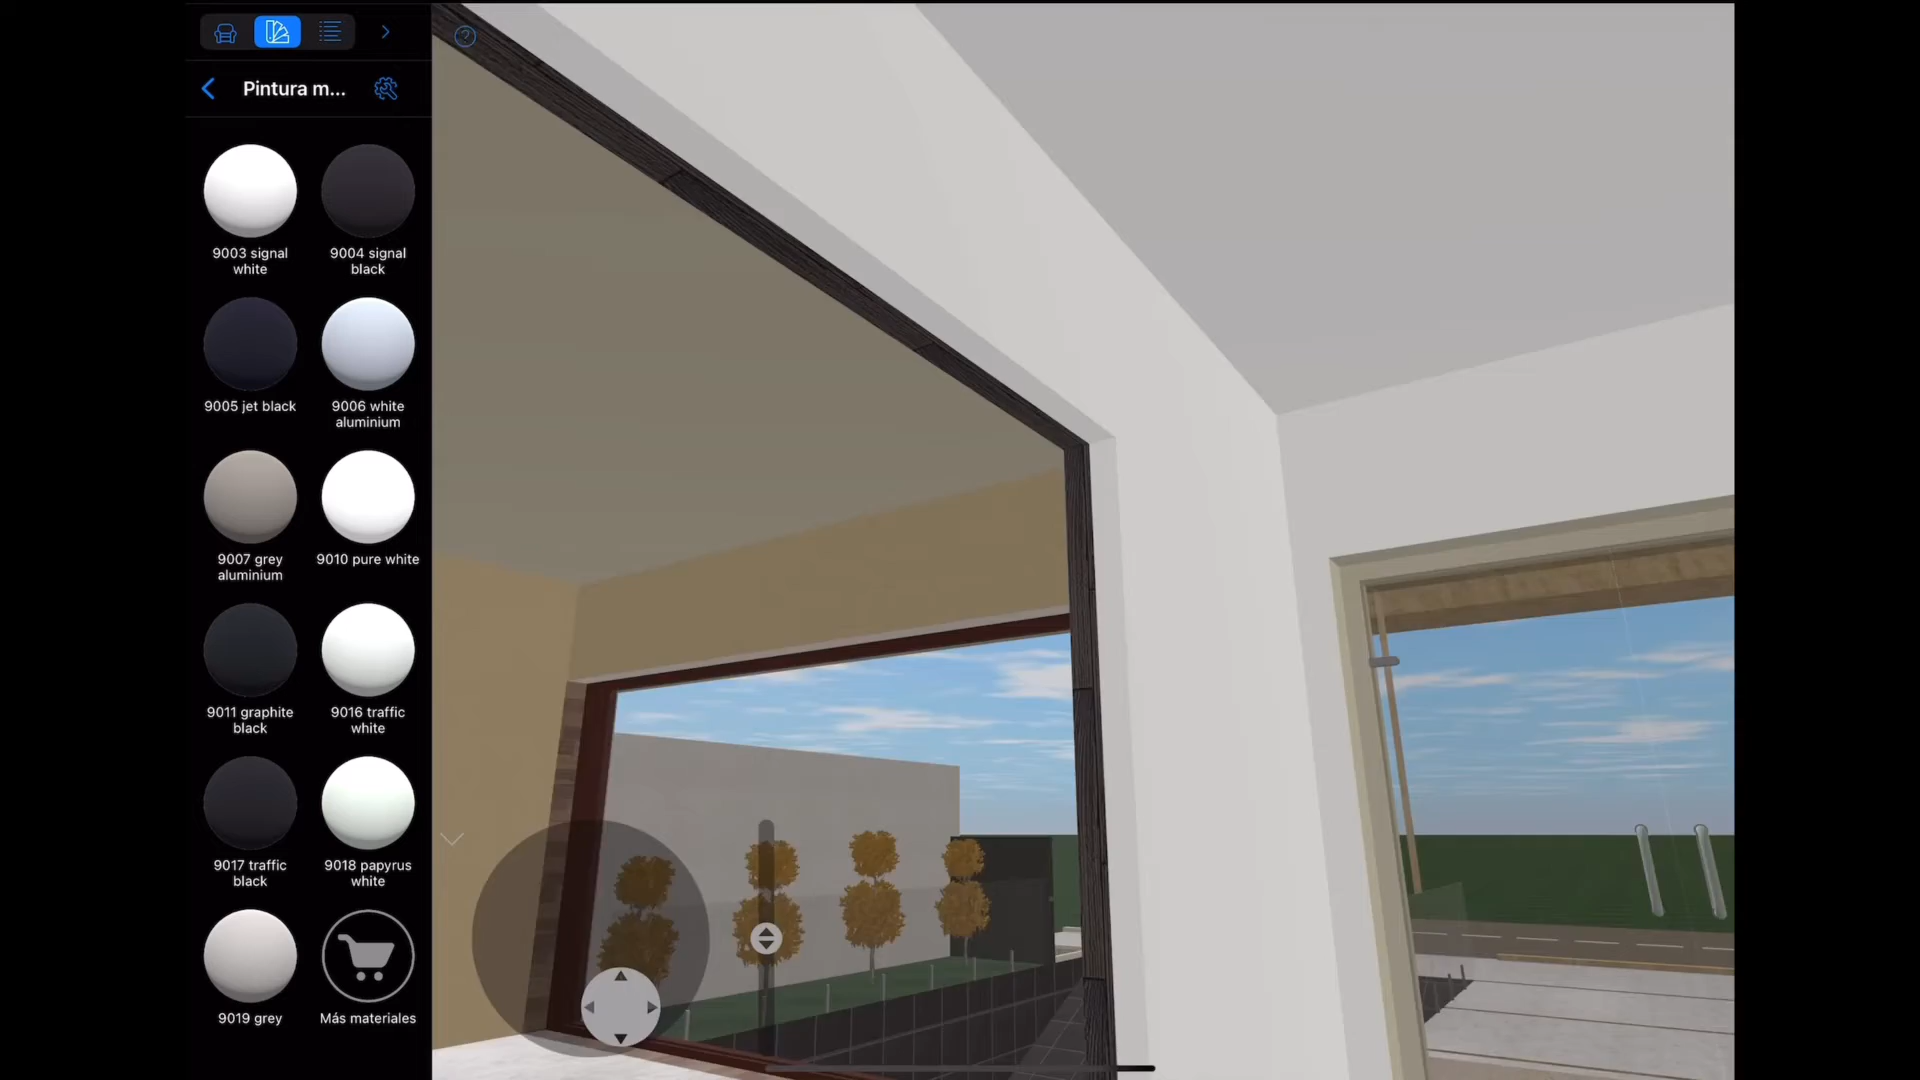 ?
Pintura m...
9003 signal
white
9004 signal
black
9005 jet black
9006 white
aluminium
9007 grey
aluminium
9010 pure white
9011 graphite
black
9016 traffic
white
9017 traffic
black
9018 papyrus
white
9019 grey
Más materiales